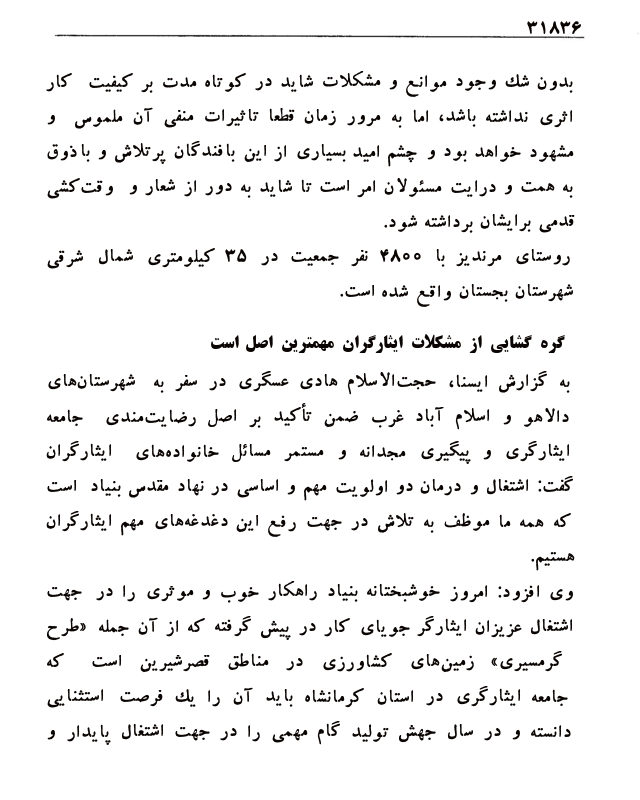 ۳۱۸۳۶
بدون شك وجود موانع و مشكلات شايد در كوتاه مدت بر كيفيت كار
اثرى نداشته باشد، اما به مرور زمان قطعا تاثيرات منفى آن ملموس و
مشهود خواهد بود و چشم اميد بسيارى از اين بافندگان پرتلاش و باذوق
به همت و درايت مسئولان امر است تا شايد به دور از شعار و وقت‌كشى
قدمى برايشان برداشته شود.
روستاى مرنديز با ۴۸۰۰ نفر جمعيت در ۳۵ كيلومترى شمال شرقى
شهرستان بجستان واقع شده است.
گره گشايى از مشكلات ايثارگران مهمترين اصل است
به گزارش ايسنا، حجت‌الاسلام هادى عسگرى در سفر به شهرستان‌هاى
دالاهو و اسلام آباد غرب ضمن تأكيد بر اصل رضايت‌مندى جامعه
ايثارگرى و پيگيرى مجدانه و مستمر مسائل خانواده‌هاى ايثارگران
گفت: اشتغال و درمان دو اولويت مهم و اساسى در نهاد مقدس بنياد است
كه همه ما موظف به تلاش در جهت رفع اين دغدغه‌هاى مهم ايثارگران
هستيم.
وى افزود: امروز خوشبختانه بنياد راهكار خوب و موثرى را در جهت
اشتغال عزيزان ايثارگر جوياى كار در پيش گرفته كه از آن جمله «طرح
گرمسيرى» زمين‌هاى كشاورزى در مناطق قصرشيرين است كه
جامعه ايثارگرى در استان كرمانشاه بايد آن را يك فرصت استثنايى
دانسته و در سال جهش توليد گام مهمى را در جهت اشتغال پايدار و